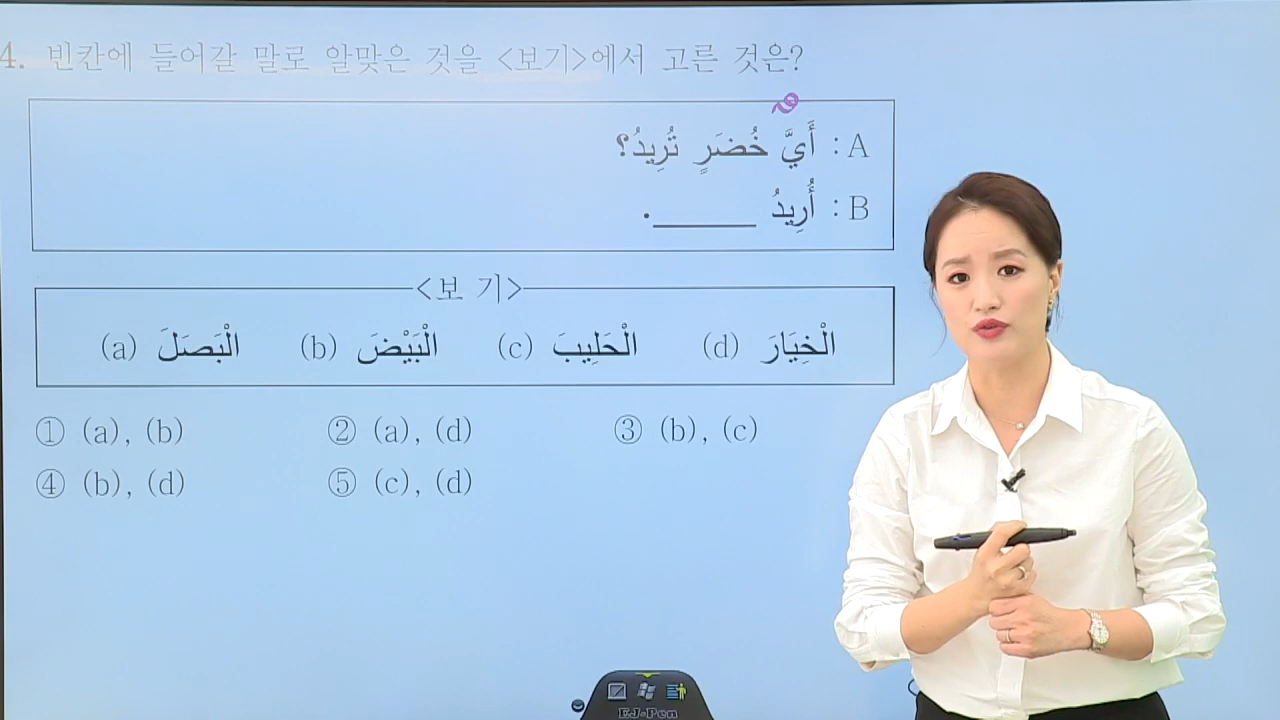 4. 빈칸에 들어갈 말로 알맞은 것을 <보기>에서 고른 것은?
A : أَيَّ خُضَرٍ تُرِيدُ؟
B : أُرِيدُ ______.
<보 기>
(a) الْبَصَلَ (b) الْبَيْضَ (c) الْحَلِيبَ (d) الْخِيَارَ
① (a), (b) ② (a), (d) ③ (b), (c)
④ (b), (d) ⑤ (c), (d)
EJ-Pen